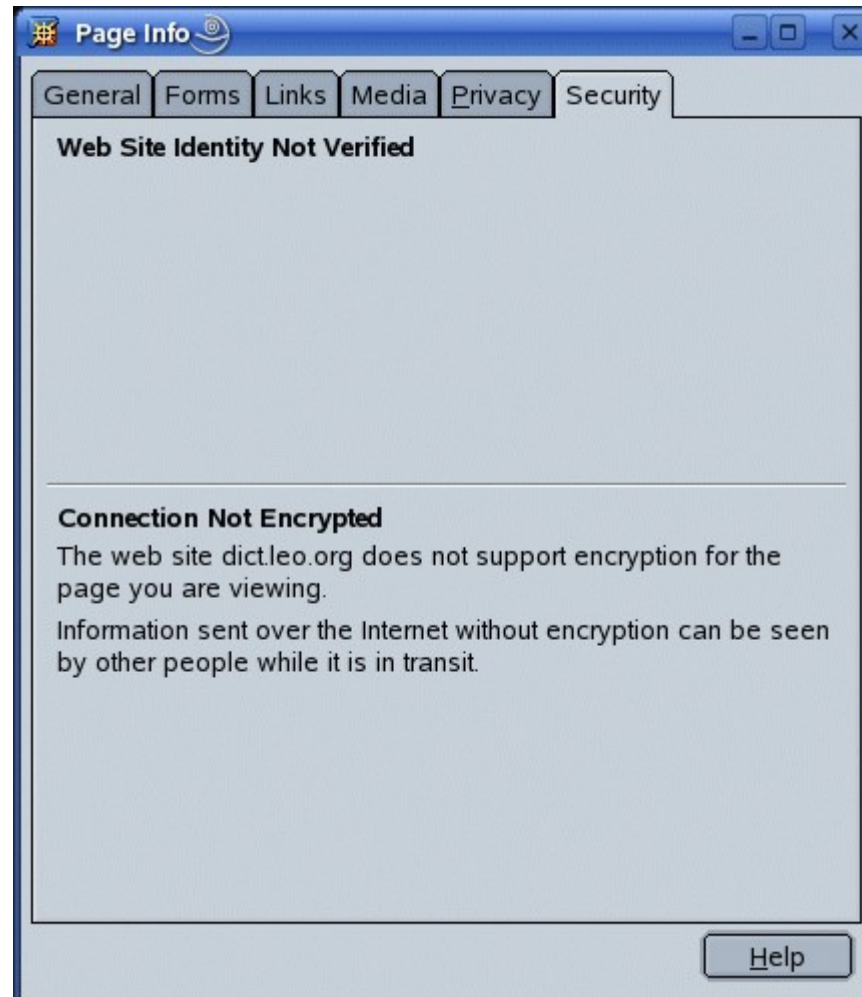 Page Info
General Forms Links Media Privacy Security
Web Site Identity Not Verified
Connection Not Encrypted
The web site dict.leo.org does not support encryption for the
page you are viewing.
Information sent over the Internet without encryption can be seen
by other people while it is in transit.
Help